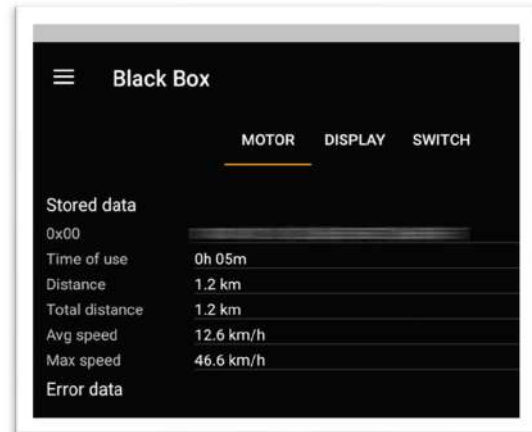 Black Box
MOTOR DISPLAY SWITCH
Stored data
0x00
Time of use 0h 05m
Distance 1.2 km
Total distance 1.2 km
Avg speed 12.6 km/h
Max speed 46.6 km/h
Error data